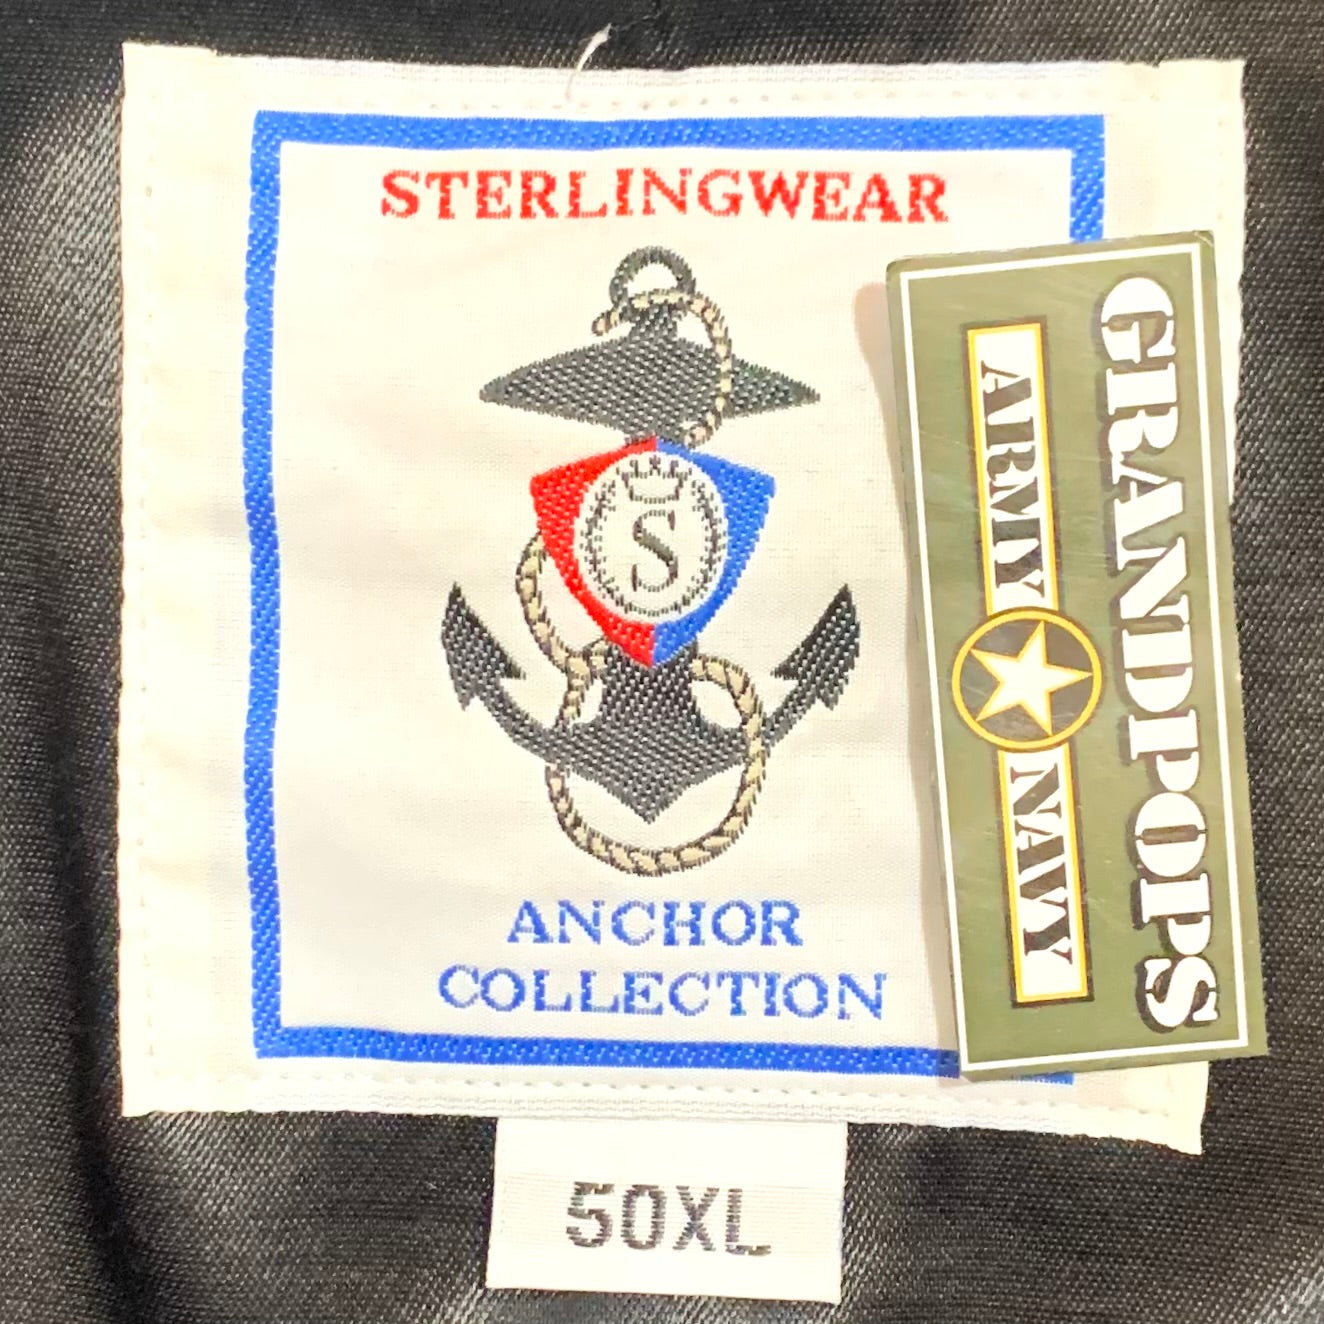 STERLINGWEAR
S
ANCHOR
COLLECTION
GRANDPOPS
ARMY NAVY
50XL